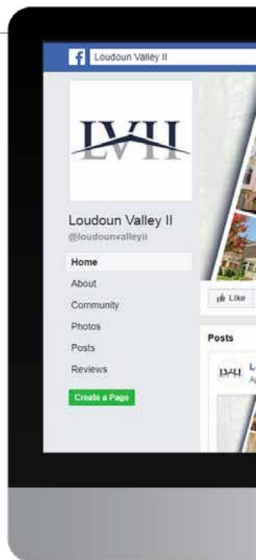 f Loudoun Valley II
LVII
Loudoun Valley II
@loudounvalleyii
Home
About
Community
Photos
Posts
Reviews
Create a Page
Like
Posts
LVII